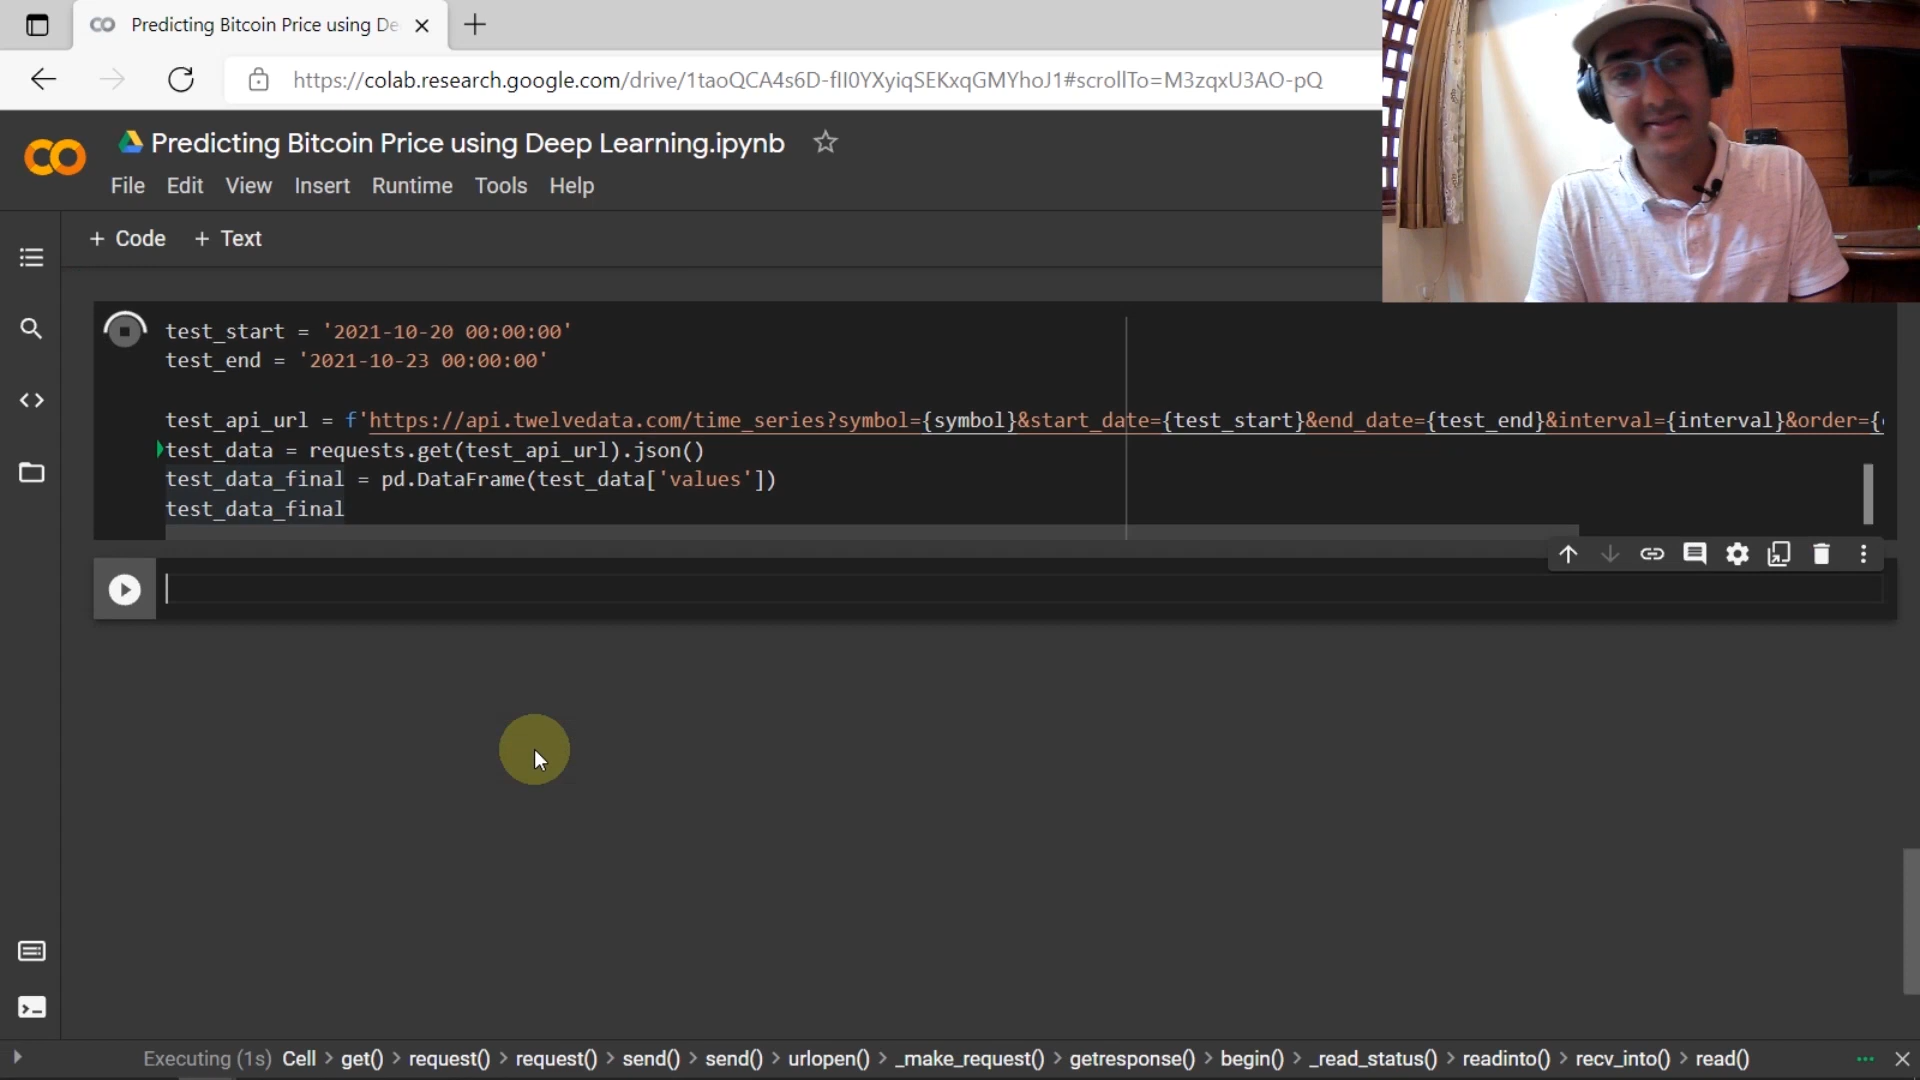 Predicting Bitcoin Price using De
https://colab.research.google.com/drive/1taoQCA4s6D-fII0YXyiqSEKxqGMYhoJ1#scrollTo=M3zqxU3AO-pQ
Predicting Bitcoin Price using Deep Learning.ipynb
File Edit View Insert Runtime Tools Help
+ Code + Text
test_start = '2021-10-20 00:00:00'
test_end = '2021-10-23 00:00:00'
test_api_url = f'https://api.twelvedata.com/time_series?symbol={symbol}&start_date={test_start}&end_date={test_end}&interval={interval}&order={
test_data = requests.get(test_api_url).json()
test_data_final = pd.DataFrame(test_data['values'])
test_data_final
Executing (1s) Cell > get() > request() > request() > send() > send() > urlopen() > _make_request() > getresponse() > begin() > _read_status() > readinto() > recv_into() > read()